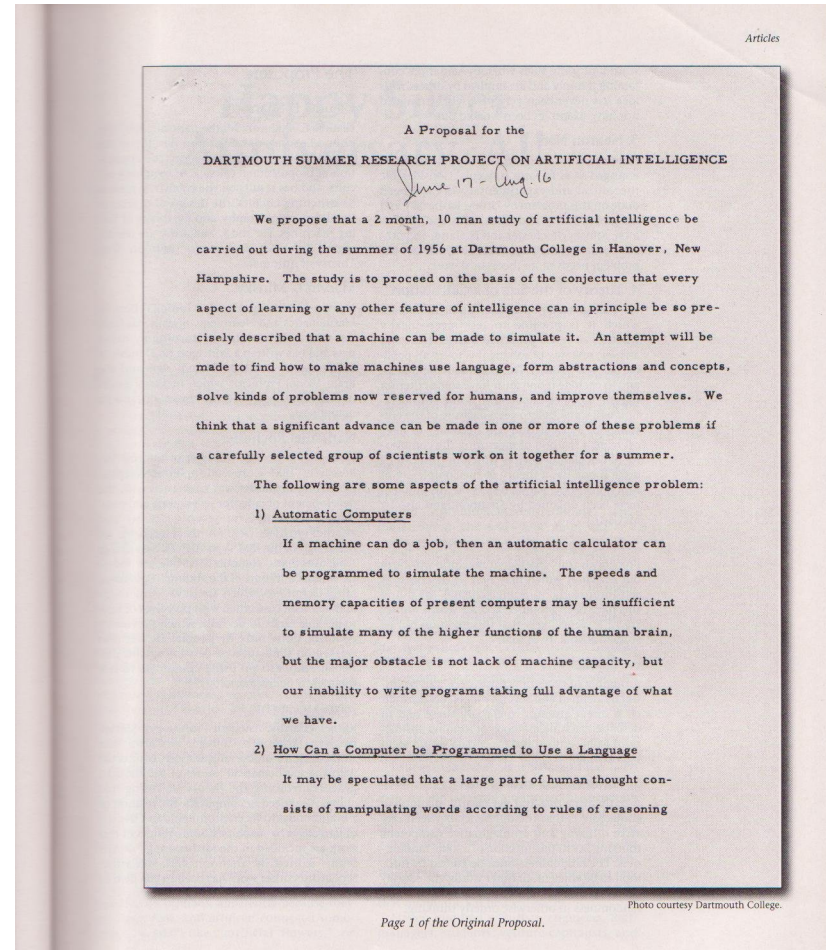 Articles
A Proposal for the
DARTMOUTH SUMMER RESEARCH PROJECT ON ARTIFICIAL INTELLIGENCE
June 17 - Aug. 16
We propose that a 2 month, 10 man study of artificial intelligence be
carried out during the summer of 1956 at Dartmouth College in Hanover, New
Hampshire. The study is to proceed on the basis of the conjecture that every
aspect of learning or any other feature of intelligence can in principle be so pre-
cisely described that a machine can be made to simulate it. An attempt will be
made to find how to make machines use language, form abstractions and concepts,
solve kinds of problems now reserved for humans, and improve themselves. We
think that a significant advance can be made in one or more of these problems if
a carefully selected group of scientists work on it together for a summer.
The following are some aspects of the artificial intelligence problem:
1) Automatic Computers
If a machine can do a job, then an automatic calculator can
be programmed to simulate the machine. The speeds and
memory capacities of present computers may be insufficient
to simulate many of the higher functions of the human brain,
but the major obstacle is not lack of machine capacity, but
our inability to write programs taking full advantage of what
we have.
2) How Can a Computer be Programmed to Use a Language
It may be speculated that a large part of human thought con-
sists of manipulating words according to rules of reasoning
Photo courtesy Dartmouth College.
Page 1 of the Original Proposal.